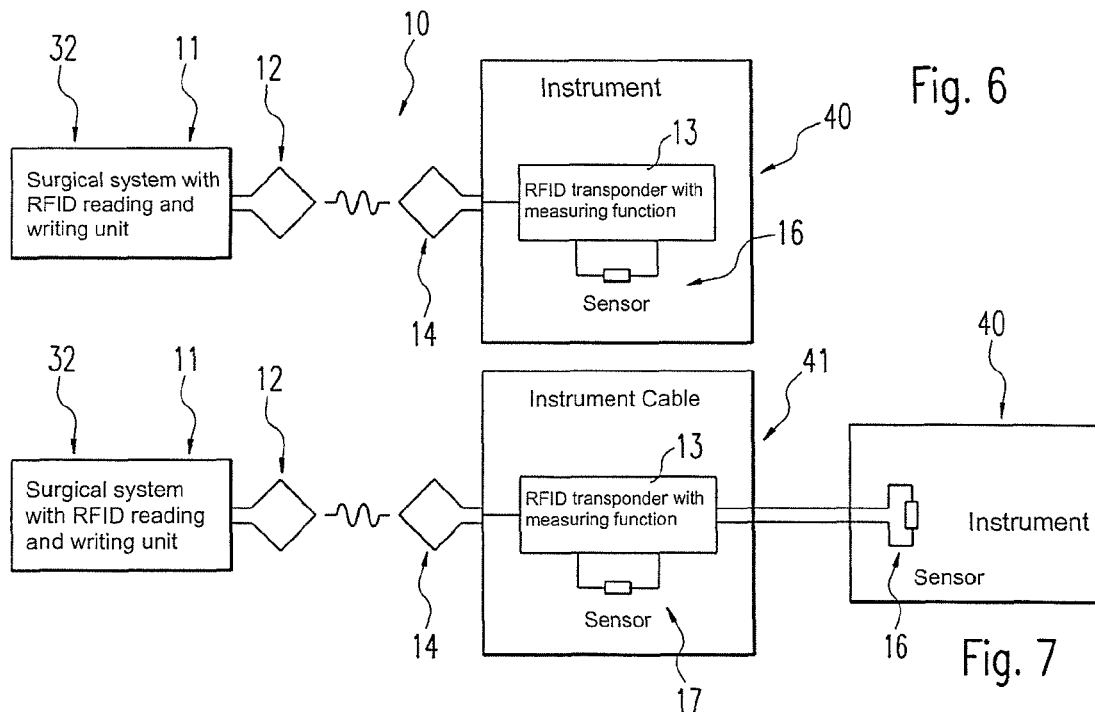 10
32
11
12
Instrument
Fig. 6
13
40
Surgical system with
RFID reading and
writing unit
RFID transponder with
measuring function
16
Sensor
14
32
11
12
41
40
Instrument Cable
13
Surgical system
with RFID reading
and writing unit
RFID transponder with
measuring function
Instrument
Sensor
Sensor
14
16
17
Fig. 7